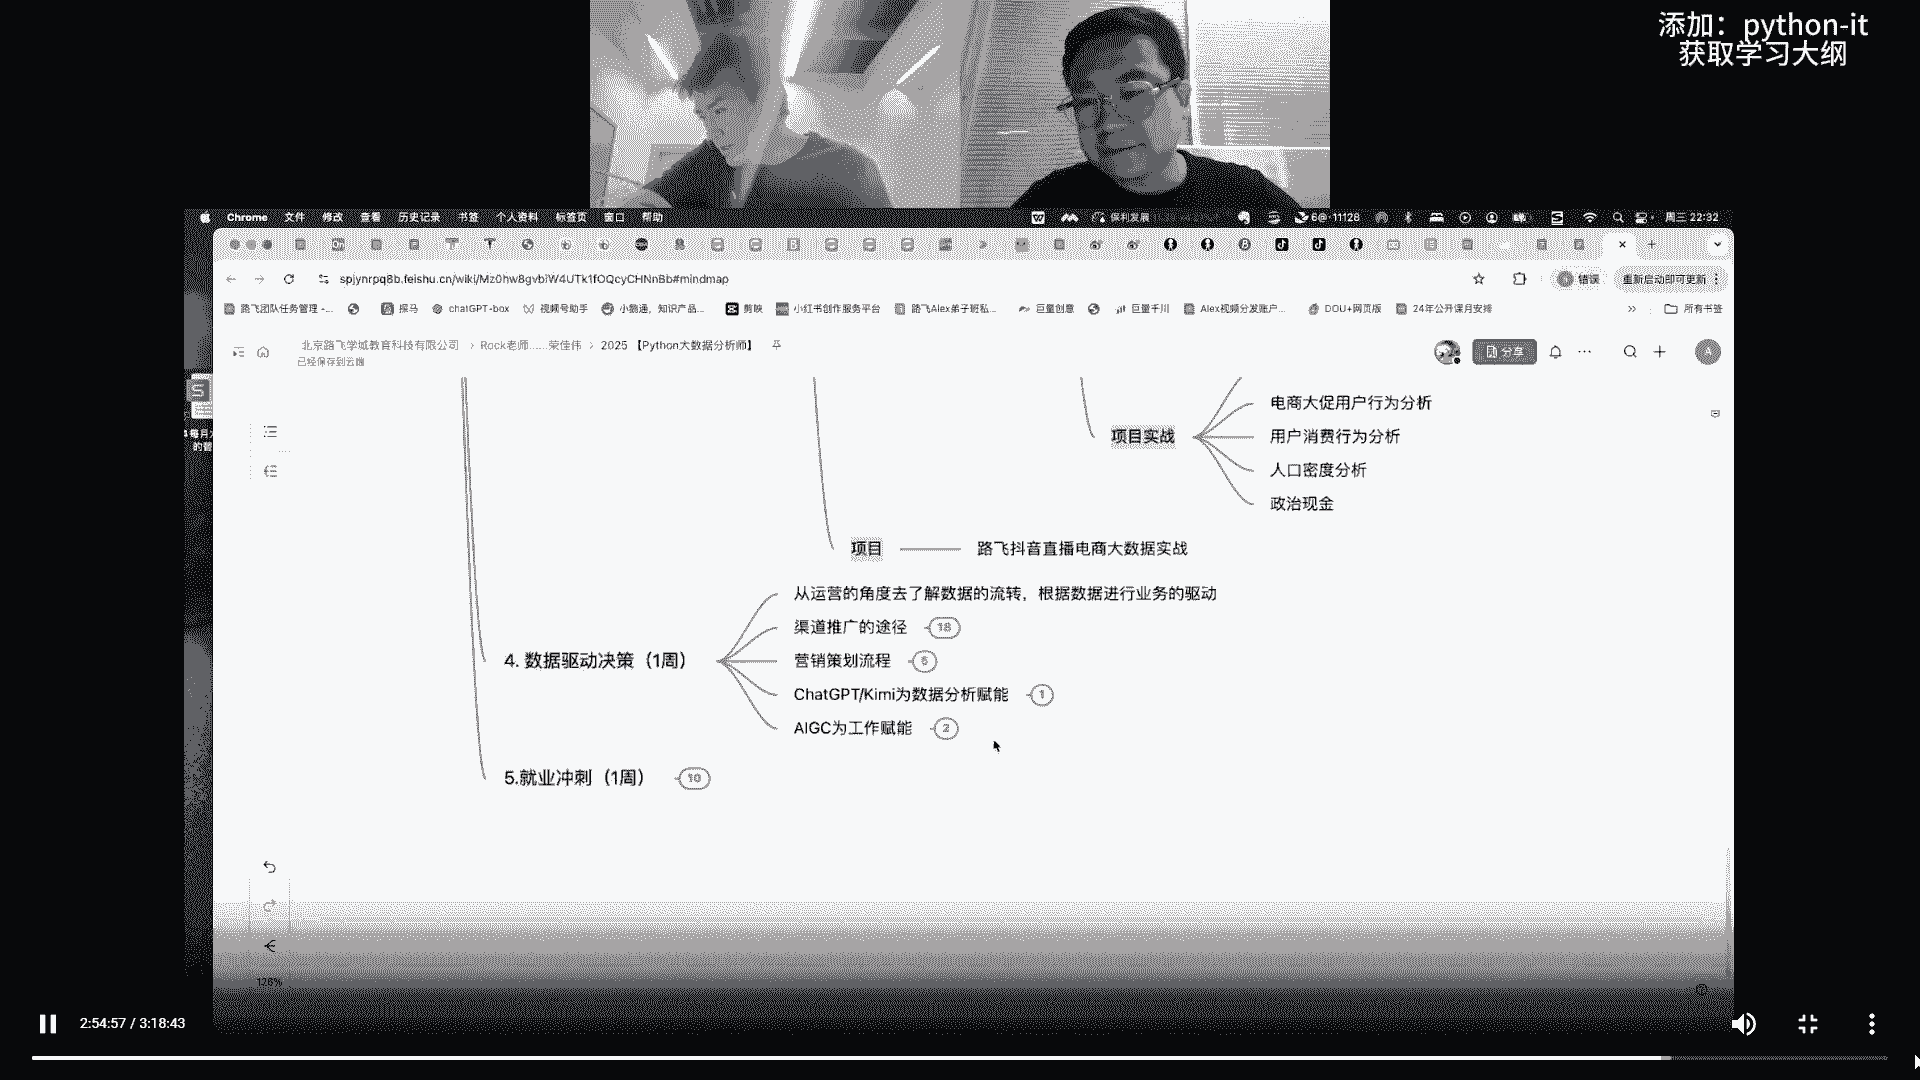 添加：python-it
获取学习大纲
Chrome 文件 修改 查看 历史记录 书签 个人资料 标签页 窗口 帮助
保利发展
6@·11128
周三 22:32
spjynrpq8b.feishu.cn/wiki/Mz0hw8gvbiW4UTk1fOQcyCHNnBb#mindmap
错误
重新启动即可更新
路飞团队任务管理 -...
探马
chatGPT-box
视频号助手
小鹅通，知识产品...
剪映
小红书创作服务平台
路飞Alex弟子班私...
巨量创意
巨量千川
Alex视频分发账户...
DOU+网页版
24年公开课月安排
所有书签
北京路飞学城教育科技有限公司 › Rock老师......荣佳伟 › 2025 【Python大数据分析师】
已经保存到云端
分享
A
电商大促用户行为分析
项目实战
用户消费行为分析
人口密度分析
政治现金
项目
路飞抖音直播电商大数据实战
从运营的角度去了解数据的流转，根据数据进行业务的驱动
渠道推广的途径 18
4. 数据驱动决策（1周）
营销策划流程 6
ChatGPT/Kimi为数据分析赋能 1
AIGC为工作赋能 2
5.就业冲刺（1周） 10
126%
2:54:57 / 3:18:43